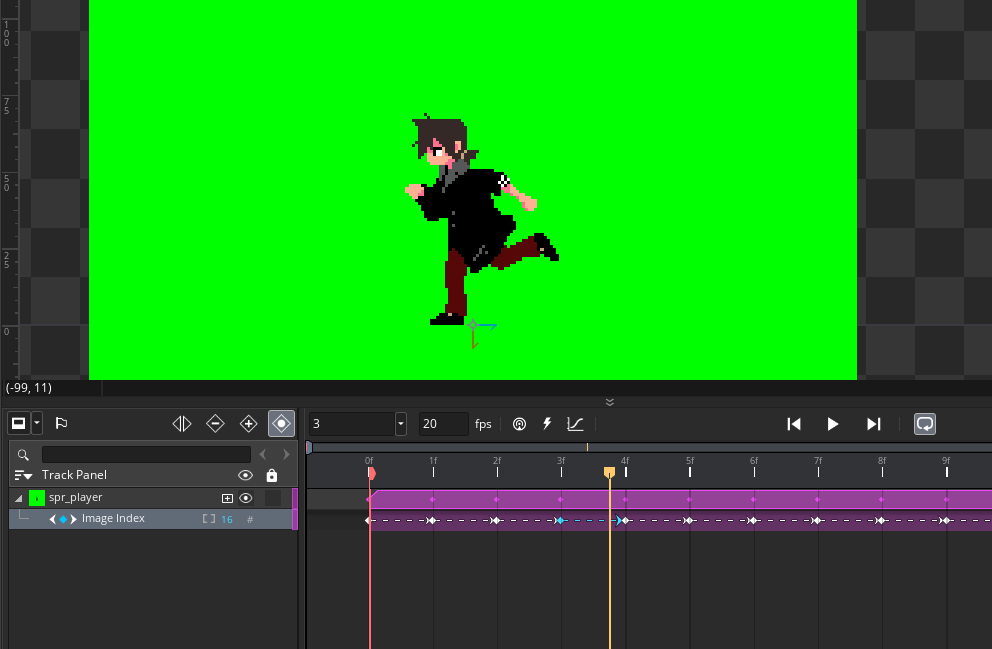 100
75
50
25
0
(-99, 11)
3 20 fps
Track Panel
0f 1f 2f 3f 4f 5f 6f 7f 8f 9f
spr_player
Image Index [ ] 16 #